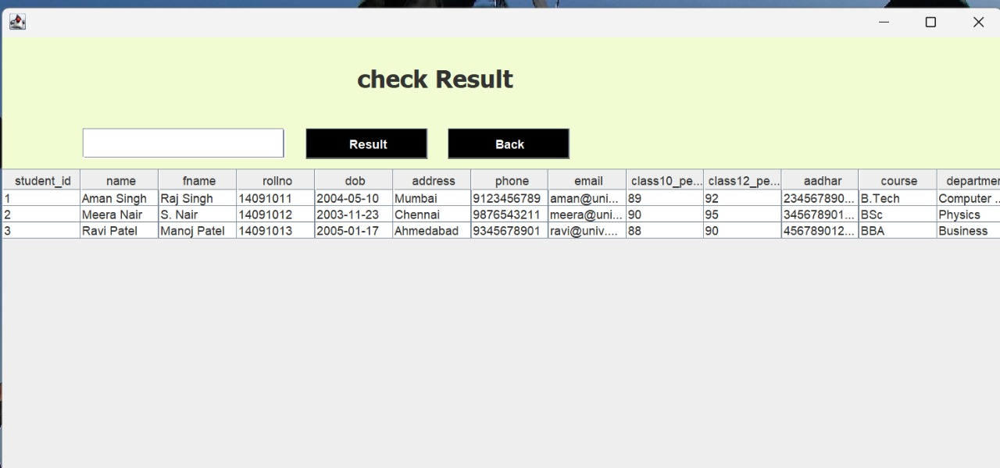 check Result
Result Back
student_id name fname rollno dob address phone email class10_pe... class12_pe... aadhar course departmer
1 Aman Singh Raj Singh 14091011 2004-05-10 Mumbai 9123456789 aman@uni... 89 92 234567890... B.Tech Computer ..
2 Meera Nair S. Nair 14091012 2003-11-23 Chennai 9876543211 meera@uni... 90 95 345678901... BSc Physics
3 Ravi Patel Manoj Patel 14091013 2005-01-17 Ahmedabad 9345678901 ravi@univ.... 88 90 456789012... BBA Business